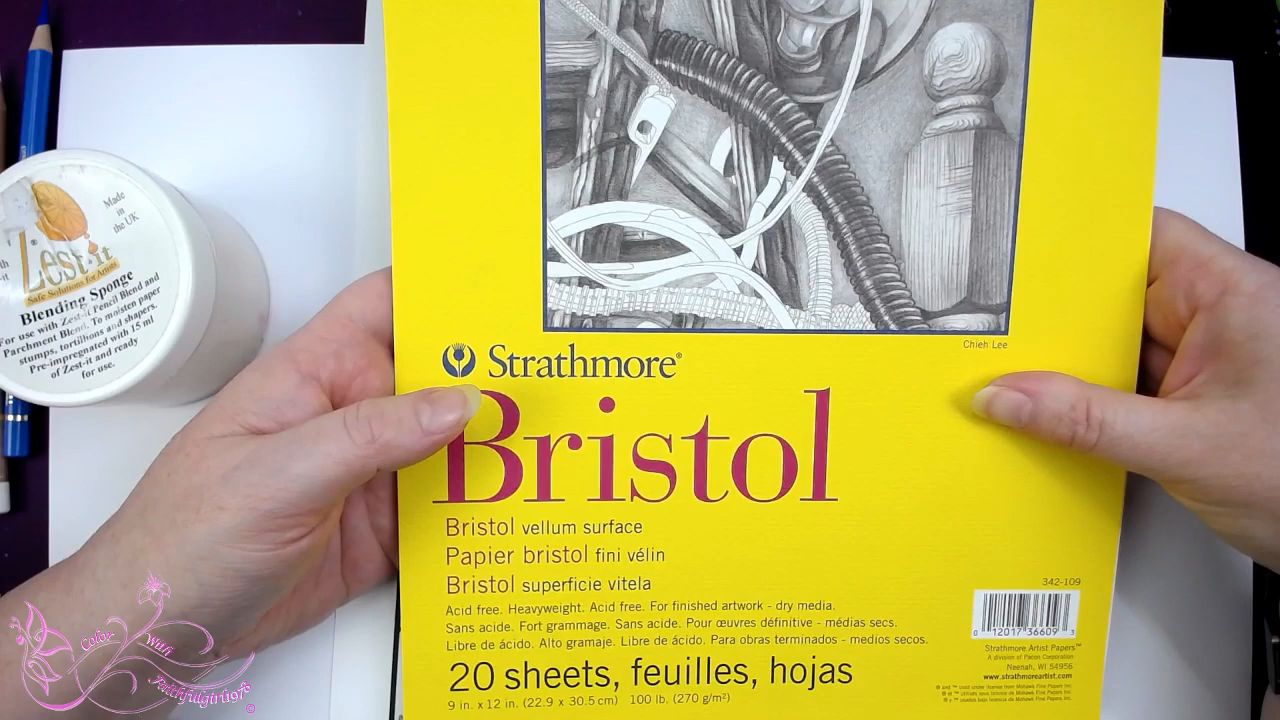 Made
in
the UK
Zest-it®
Safe Solutions for Artists
Blending Sponge
For use with Zest-it Pencil Blend and
Parchment Blend. To moisten paper
stumps, tortillons and shapers.
Pre-impregnated with 15 ml
of Zest-it and ready
for use.
Chieh Lee
Strathmore®
Bristol
Bristol vellum surface
Papier bristol fini vélin
Bristol superficie vitela
342-109
Acid free. Heavyweight. Acid free. For finished artwork - dry media.
Sans acide. Fort grammage. Sans acide. Pour œuvres définitive - médias secs.
Libre de ácido. Alto gramaje. Libre de ácido. Para obras terminados - medios secos.
0 12017 36609 3
Strathmore Artist Papers™
A division of Pacon Corporation
Neenah, WI 54956
www.strathmoreartist.com
20 sheets, feuilles, hojas
9 in. x 12 in. (22.9 x 30.5 cm) 100 lb. (270 g/m²)
Color With
Faithfulgirl19! ©